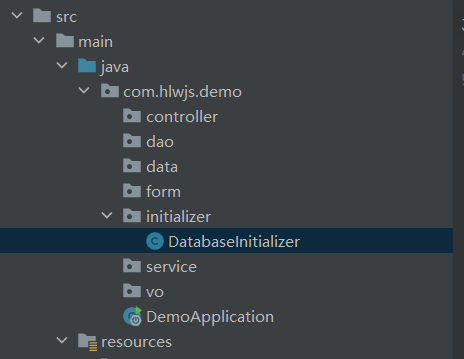 src
main
java
com.hlwjs.demo
controller
dao
data
form
initializer
DatabaseInitializer
service
vo
DemoApplication
resources